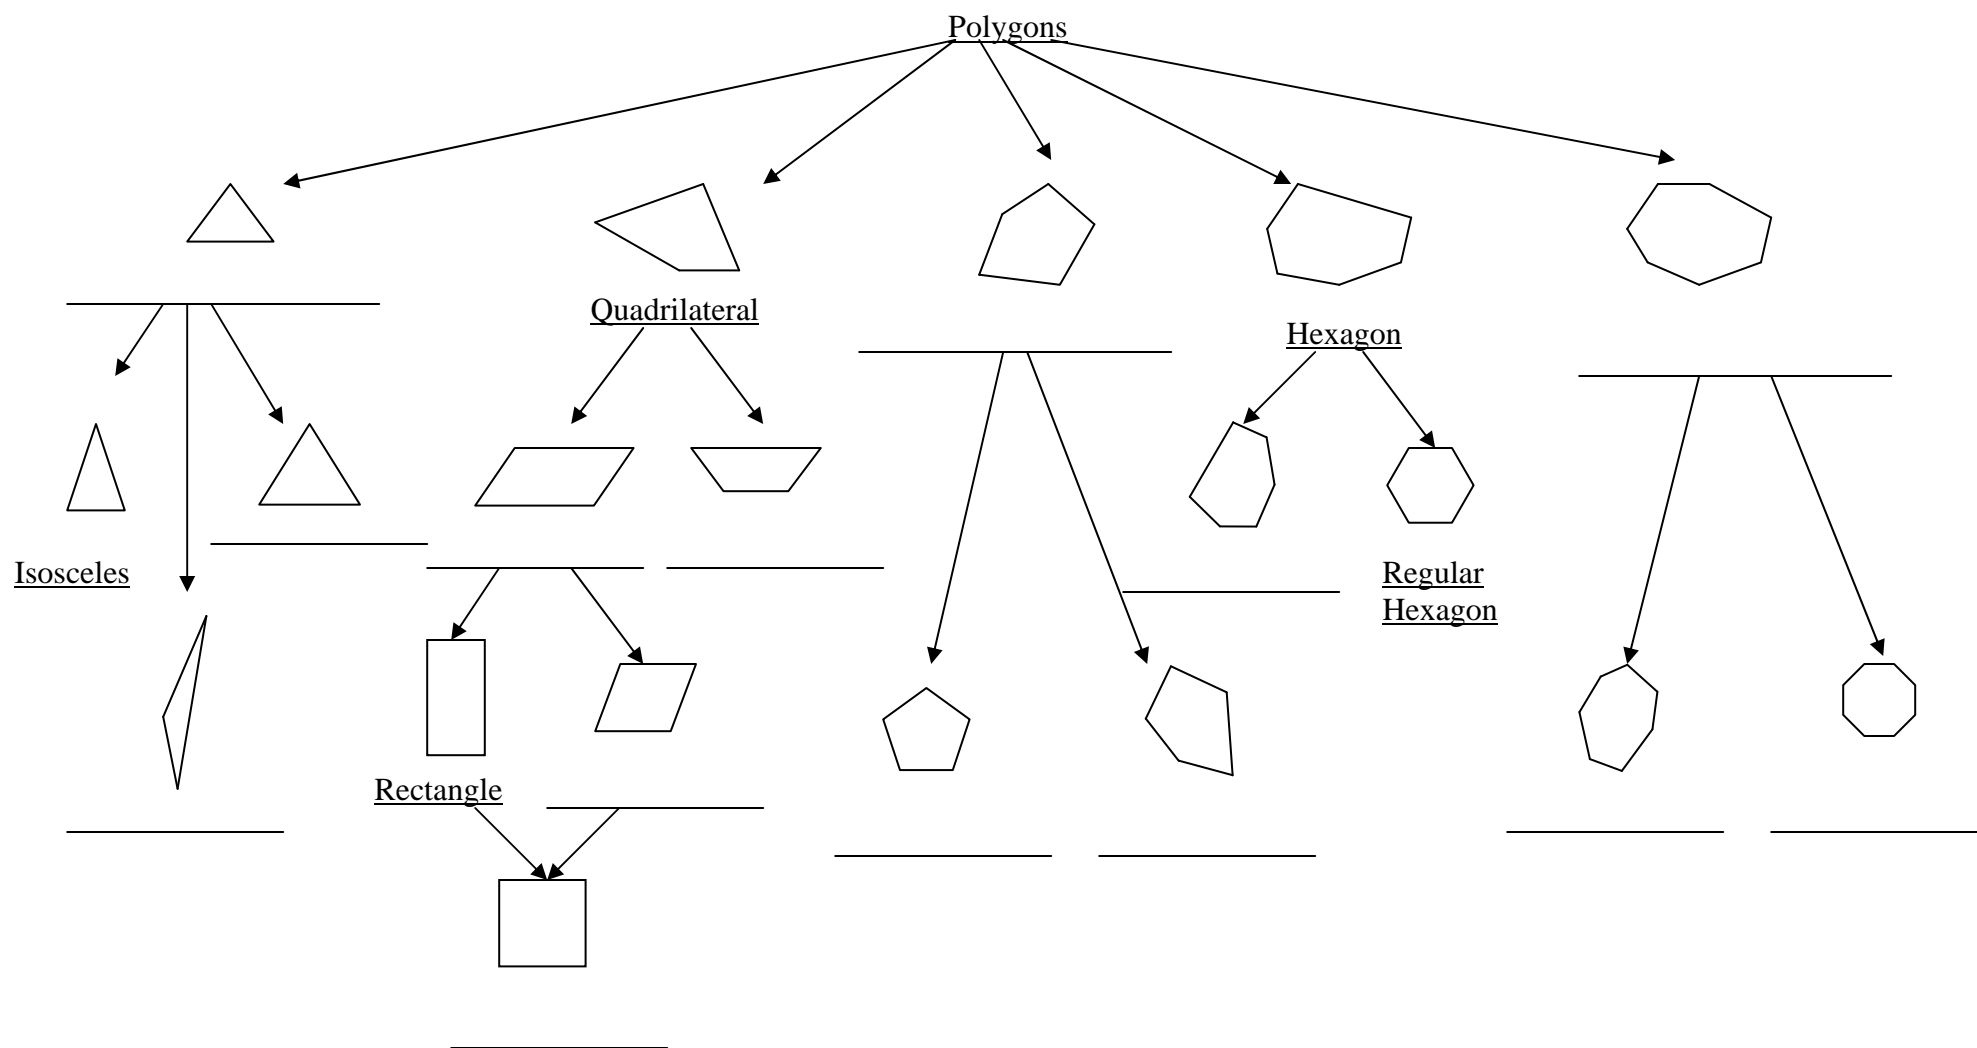 Polygons
Quadrilateral
Hexagon
Isosceles
Regular
Hexagon
Rectangle